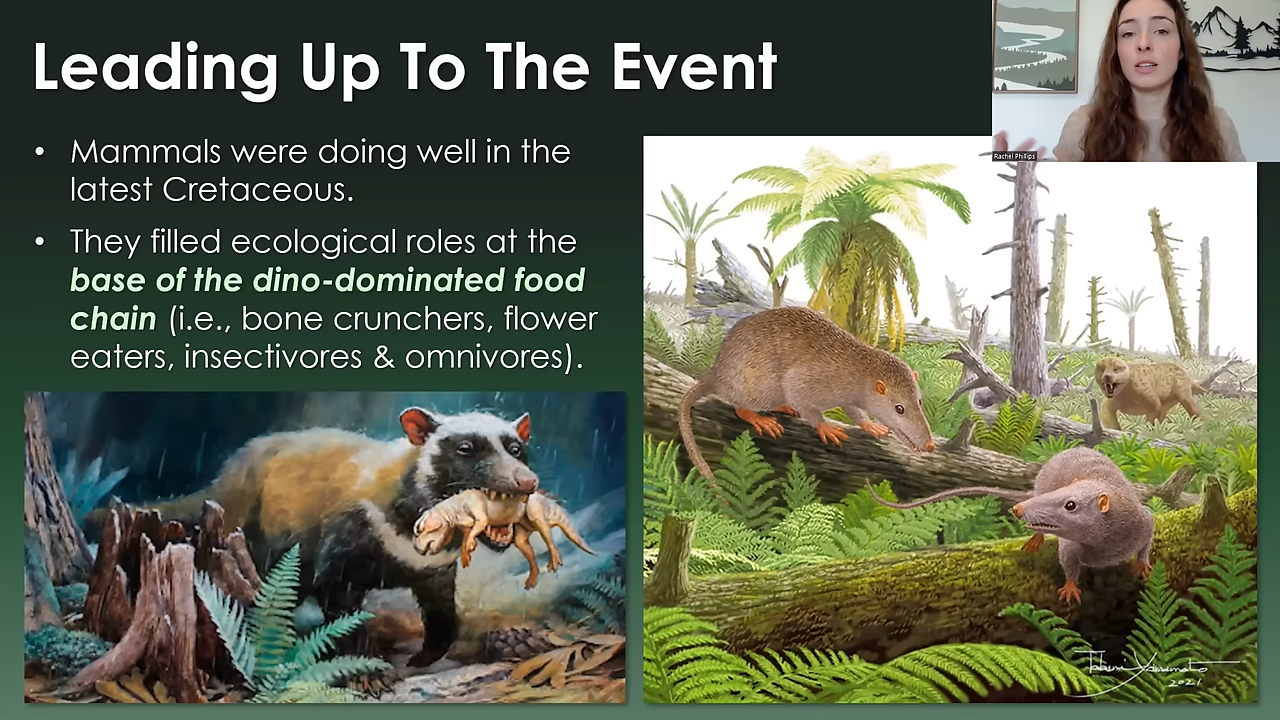 Leading Up To The Event
Rachel Phillips
• Mammals were doing well in the
latest Cretaceous.
• They filled ecological roles at the
base of the dino-dominated food
chain (i.e., bone crunchers, flower
eaters, insectivores & omnivores).
2021